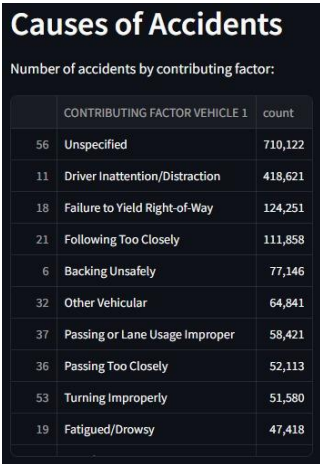 Causes of Accidents
Number of accidents by contributing factor:
CONTRIBUTING FACTOR VEHICLE 1 count
56 Unspecified 710,122
11 Driver Inattention/Distraction 418,621
18 Failure to Yield Right-of-Way 124,251
21 Following Too Closely 111,858
6 Backing Unsafely 77,146
32 Other Vehicular 64,841
37 Passing or Lane Usage Improper 58,421
36 Passing Too Closely 52,113
53 Turning Improperly 51,580
19 Fatigued/Drowsy 47,418